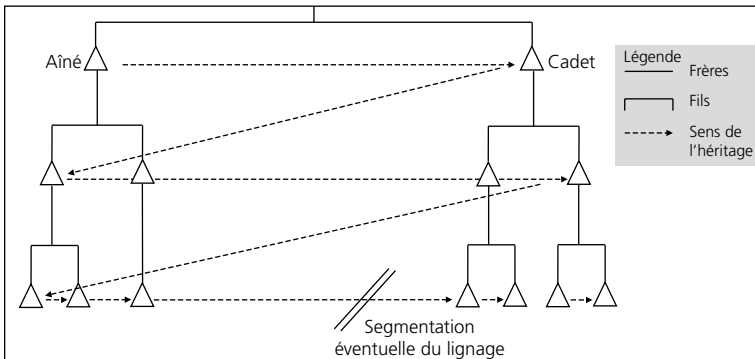 Aîné
Cadet
Légende
Frères
Fils
Sens de
l'héritage
Segmentation
éventuelle du lignage